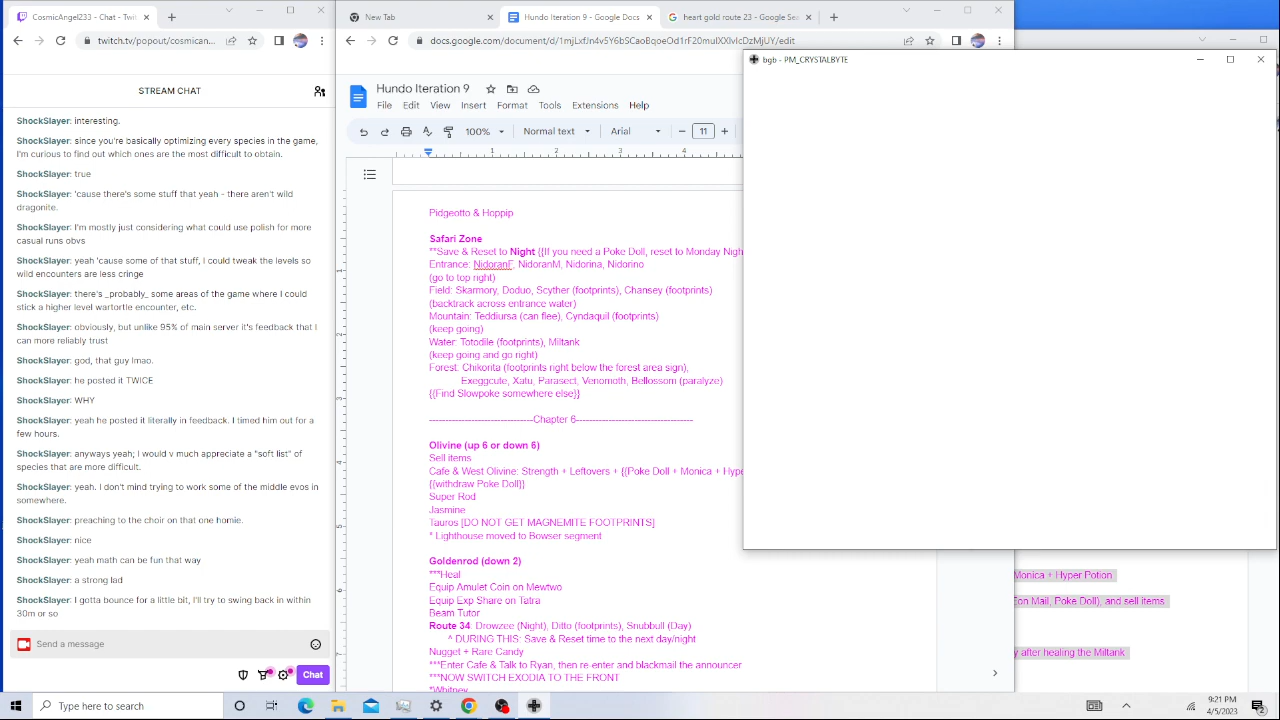 CosmicAngel233 - Chat - Twit
New Tab
Hundo Iteration 9 - Google Docs
heart gold route 23 - Google Sea
twitch.tv/popout/cosmican...
docs.google.com/document/d/
/edit
bgb - PM_CRYSTALBYTE
STREAM CHAT
Hundo Iteration 9
File Edit View Insert Format Tools Extensions Help
100% Normal text Arial 11
1 2 3 4
ShockSlayer: interesting.
ShockSlayer: since you're basically optimizing every species in the game,
I'm curious to find out which ones are the most difficult to obtain.
ShockSlayer: true
ShockSlayer: 'cause there's some stuff that yeah - there aren't wild
dragonite.
ShockSlayer: I'm mostly just considering what could use polish for more
casual runs obvs
ShockSlayer: yeah 'cause some of that stuff, I could tweak the levels so
wild encounters are less cringe
ShockSlayer: there's _probably_ some areas of the game where I could
stick a higher level wartortle encounter, etc.
ShockSlayer: obviously, but unlike 95% of main server it's feedback that I
can more reliably trust
ShockSlayer: god, that guy lmao.
ShockSlayer: he posted it TWICE
ShockSlayer: WHY
ShockSlayer: yeah he posted it literally in feedback. I timed him out for a
few hours.
ShockSlayer: anyways yeah; I would v much appreciate a "soft list" of
species that are more difficult.
ShockSlayer: yeah. I don't mind trying to work some of the middle evos in
somewhere.
ShockSlayer: preaching to the choir on that one homie.
ShockSlayer: nice
ShockSlayer: yeah math can be fun that way
ShockSlayer: a strong lad
ShockSlayer: I gotta bounce for a little bit, I'll try to swing back in within
30m or so
Send a message
Chat
Pidgeotto & Hoppip
Safari Zone
**Save & Reset to Night {{If you need a Poke Doll, reset to Monday Nigh
Entrance: NidoranF, NidoranM, Nidorina, Nidorino
(go to top right)
Field: Skarmory, Doduo, Scyther (footprints), Chansey (footprints)
(backtrack across entrance water)
Mountain: Teddiursa (can flee), Cyndaquil (footprints)
(keep going)
Water: Totodile (footprints), Miltank
(keep going and go right)
Forest: Chikorita (footprints right below the forest area sign),
Exeggcute, Xatu, Parasect, Venomoth, Bellossom (paralyze)
{{Find Slowpoke somewhere else}}
--------------------------------Chapter 6------------------------------------
Olivine (up 6 or down 6)
Sell items
Cafe & West Olivine: Strength + Leftovers + {{Poke Doll + Monica + Hype
{{withdraw Poke Doll}}
Super Rod
Jasmine
Tauros [DO NOT GET MAGNEMITE FOOTPRINTS]
* Lighthouse moved to Bowser segment
Goldenrod (down 2)
***Heal
Equip Amulet Coin on Mewtwo
Equip Exp Share on Tatra
Beam Tutor
Route 34: Drowzee (Night), Ditto (footprints), Snubbull (Day)
^ DURING THIS: Save & Reset time to the next day/night
Nugget + Rare Candy
***Enter Cafe & Talk to Ryan, then re-enter and blackmail the announcer
***NOW SWITCH EXODIA TO THE FRONT
*Whitney
1 2 3 4 5 6 7
Monica + Hyper Potion
Eon Mail, Poke Doll), and sell items
y after healing the Miltank
Type here to search
9:21 PM
4/5/2023
2